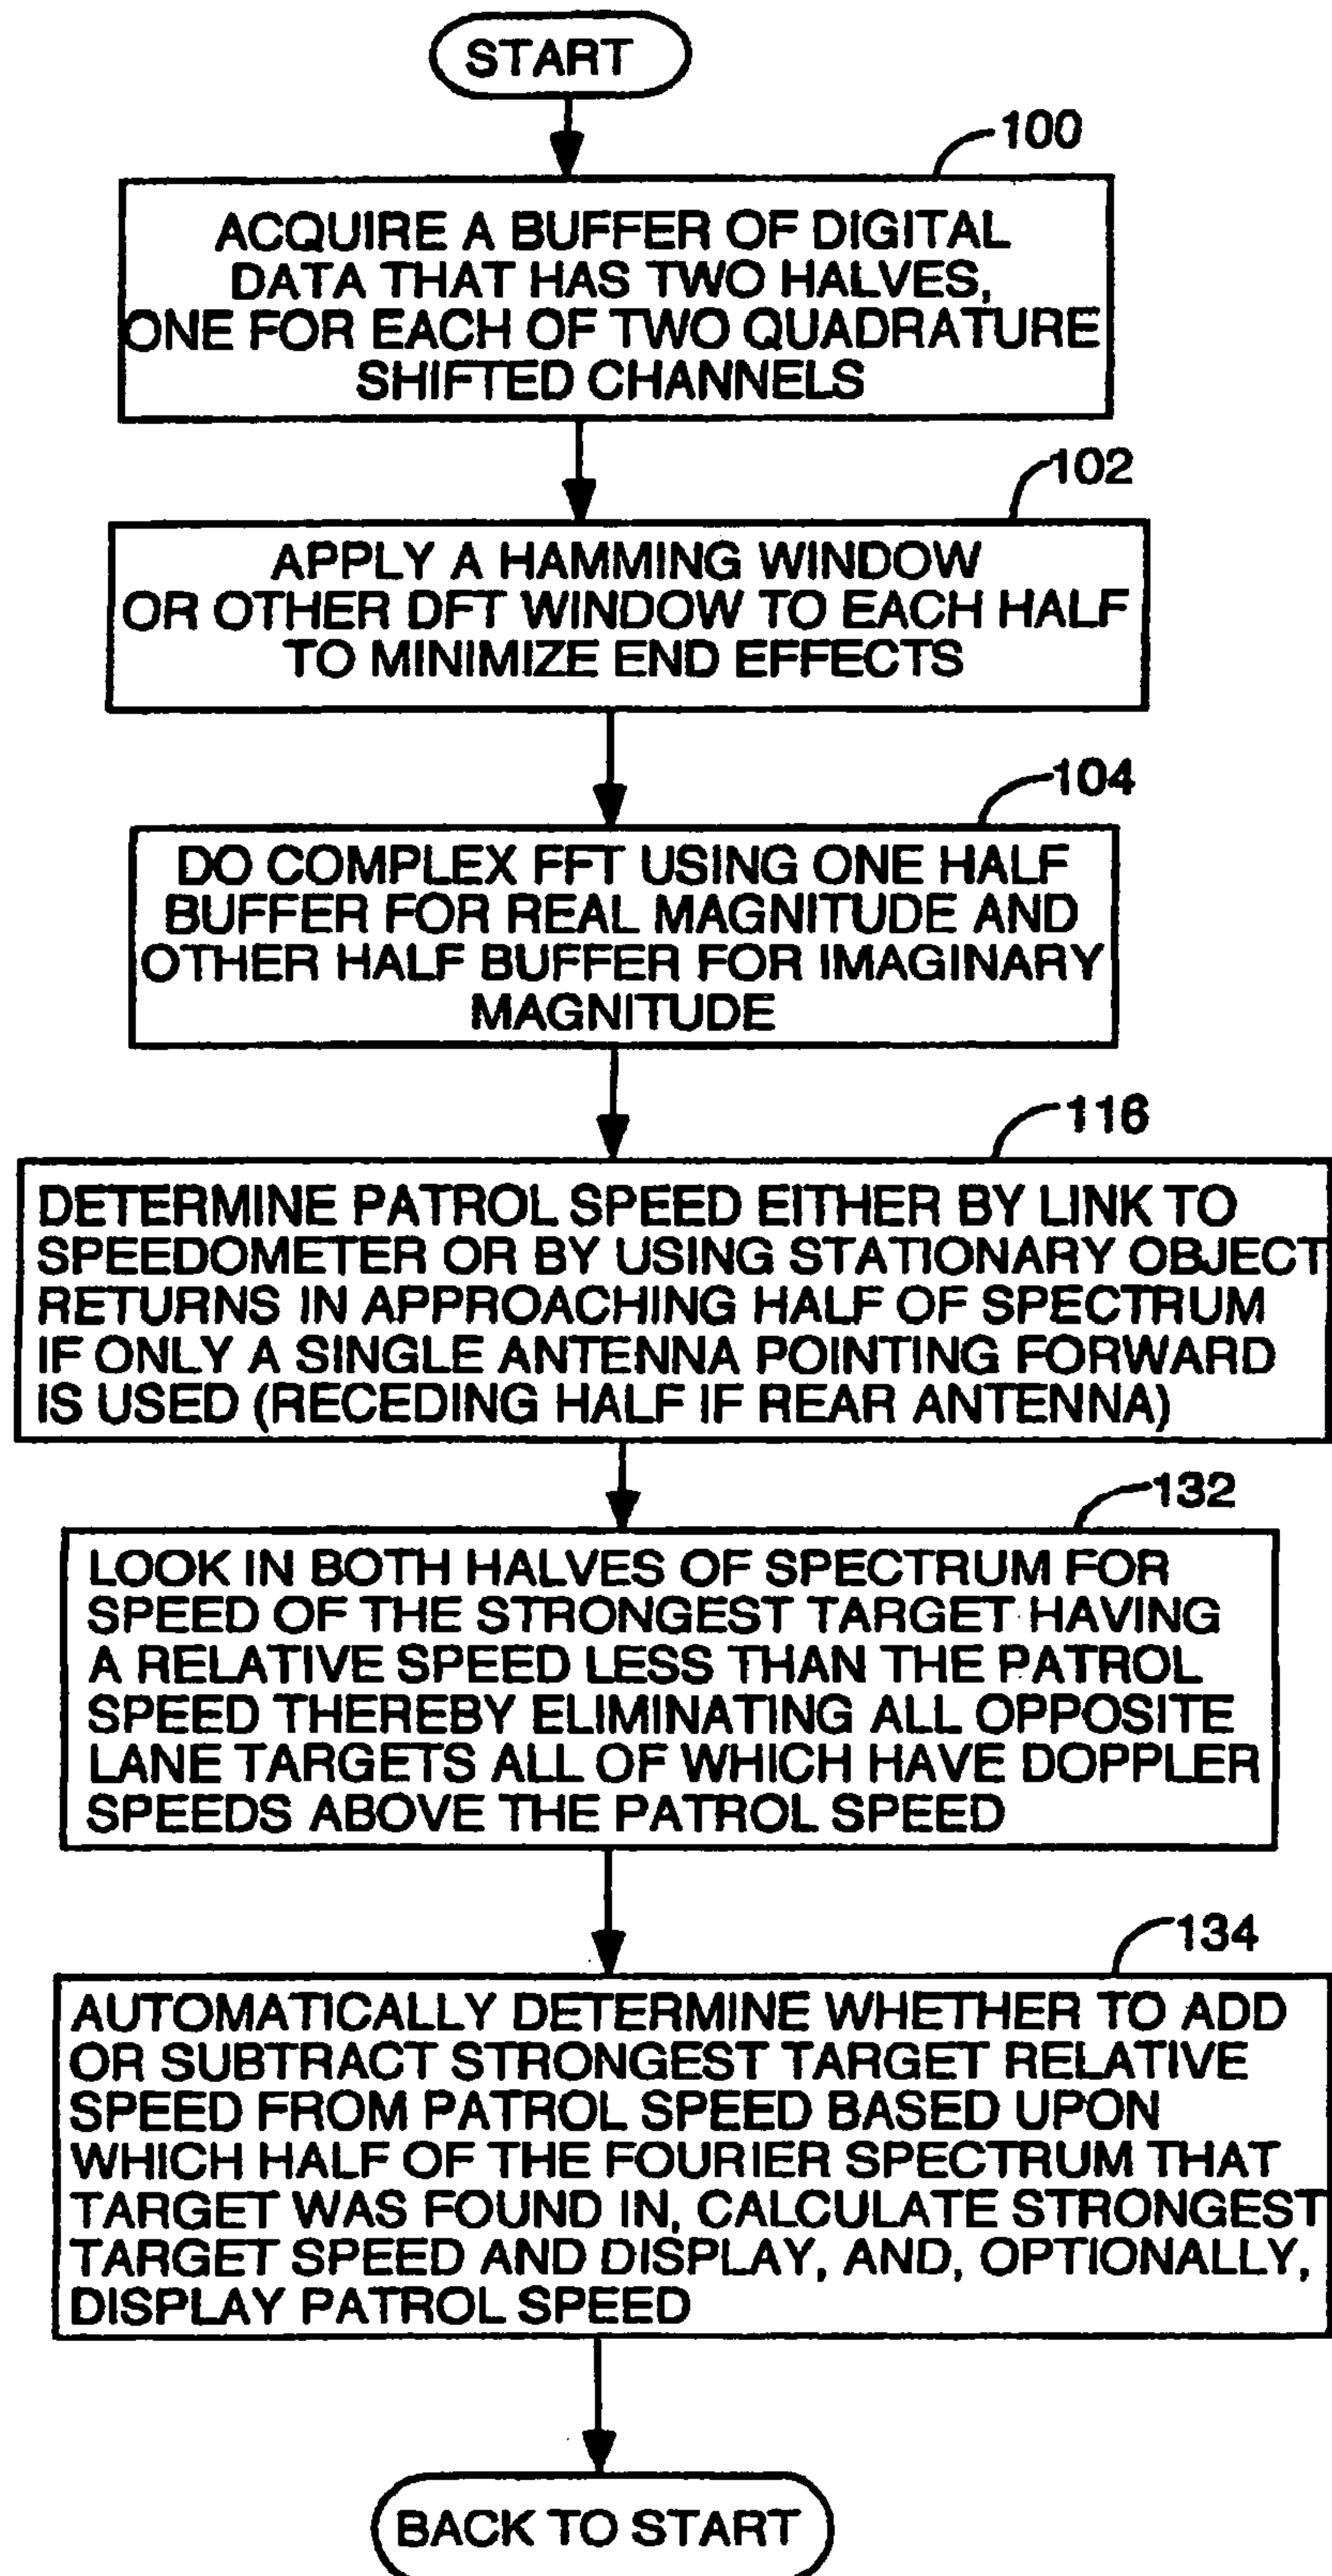 START
100
ACQUIRE A BUFFER OF DIGITAL
DATA THAT HAS TWO HALVES,
ONE FOR EACH OF TWO QUADRATURE
SHIFTED CHANNELS
102
APPLY A HAMMING WINDOW
OR OTHER DFT WINDOW TO EACH HALF
TO MINIMIZE END EFFECTS
104
DO COMPLEX FFT USING ONE HALF
BUFFER FOR REAL MAGNITUDE AND
OTHER HALF BUFFER FOR IMAGINARY
MAGNITUDE
116
DETERMINE PATROL SPEED EITHER BY LINK TO
SPEEDOMETER OR BY USING STATIONARY OBJECT
RETURNS IN APPROACHING HALF OF SPECTRUM
IF ONLY A SINGLE ANTENNA POINTING FORWARD
IS USED (RECEDING HALF IF REAR ANTENNA)
132
LOOK IN BOTH HALVES OF SPECTRUM FOR
SPEED OF THE STRONGEST TARGET HAVING
A RELATIVE SPEED LESS THAN THE PATROL
SPEED THEREBY ELIMINATING ALL OPPOSITE
LANE TARGETS ALL OF WHICH HAVE DOPPLER
SPEEDS ABOVE THE PATROL SPEED
134
AUTOMATICALLY DETERMINE WHETHER TO ADD
OR SUBTRACT STRONGEST TARGET RELATIVE
SPEED FROM PATROL SPEED BASED UPON
WHICH HALF OF THE FOURIER SPECTRUM THAT
TARGET WAS FOUND IN, CALCULATE STRONGEST
TARGET SPEED AND DISPLAY, AND, OPTIONALLY,
DISPLAY PATROL SPEED
BACK TO START